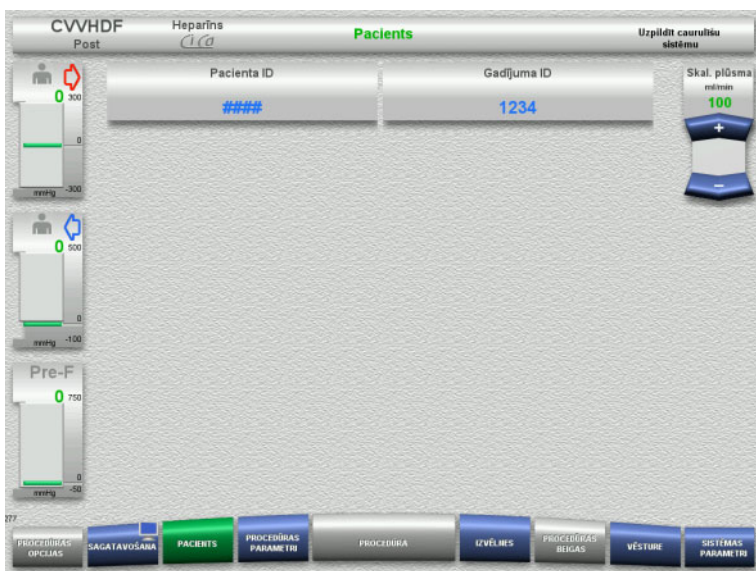 CVVHDF
Post
Heparīns
Ci Ca
Pacients
Uzpildīt caurulīšu
sistēmu
0
300
0
mmHg
-300
Pacienta ID
####
Gadījuma ID
1234
Skal. plūsma
ml/min
100
+
−
0
500
0
mmHg
-100
Pre-F
0
750
0
mmHg
-50
277
PROCEDŪRAS
OPCIJAS
SAGATAVOŠANA
PACIENTS
PROCEDŪRAS
PARAMETRI
PROCEDŪRA
IZVĒLNES
PROCEDŪRAS
BEIGAS
VĒSTURE
SISTĒMAS
PARAMETRI